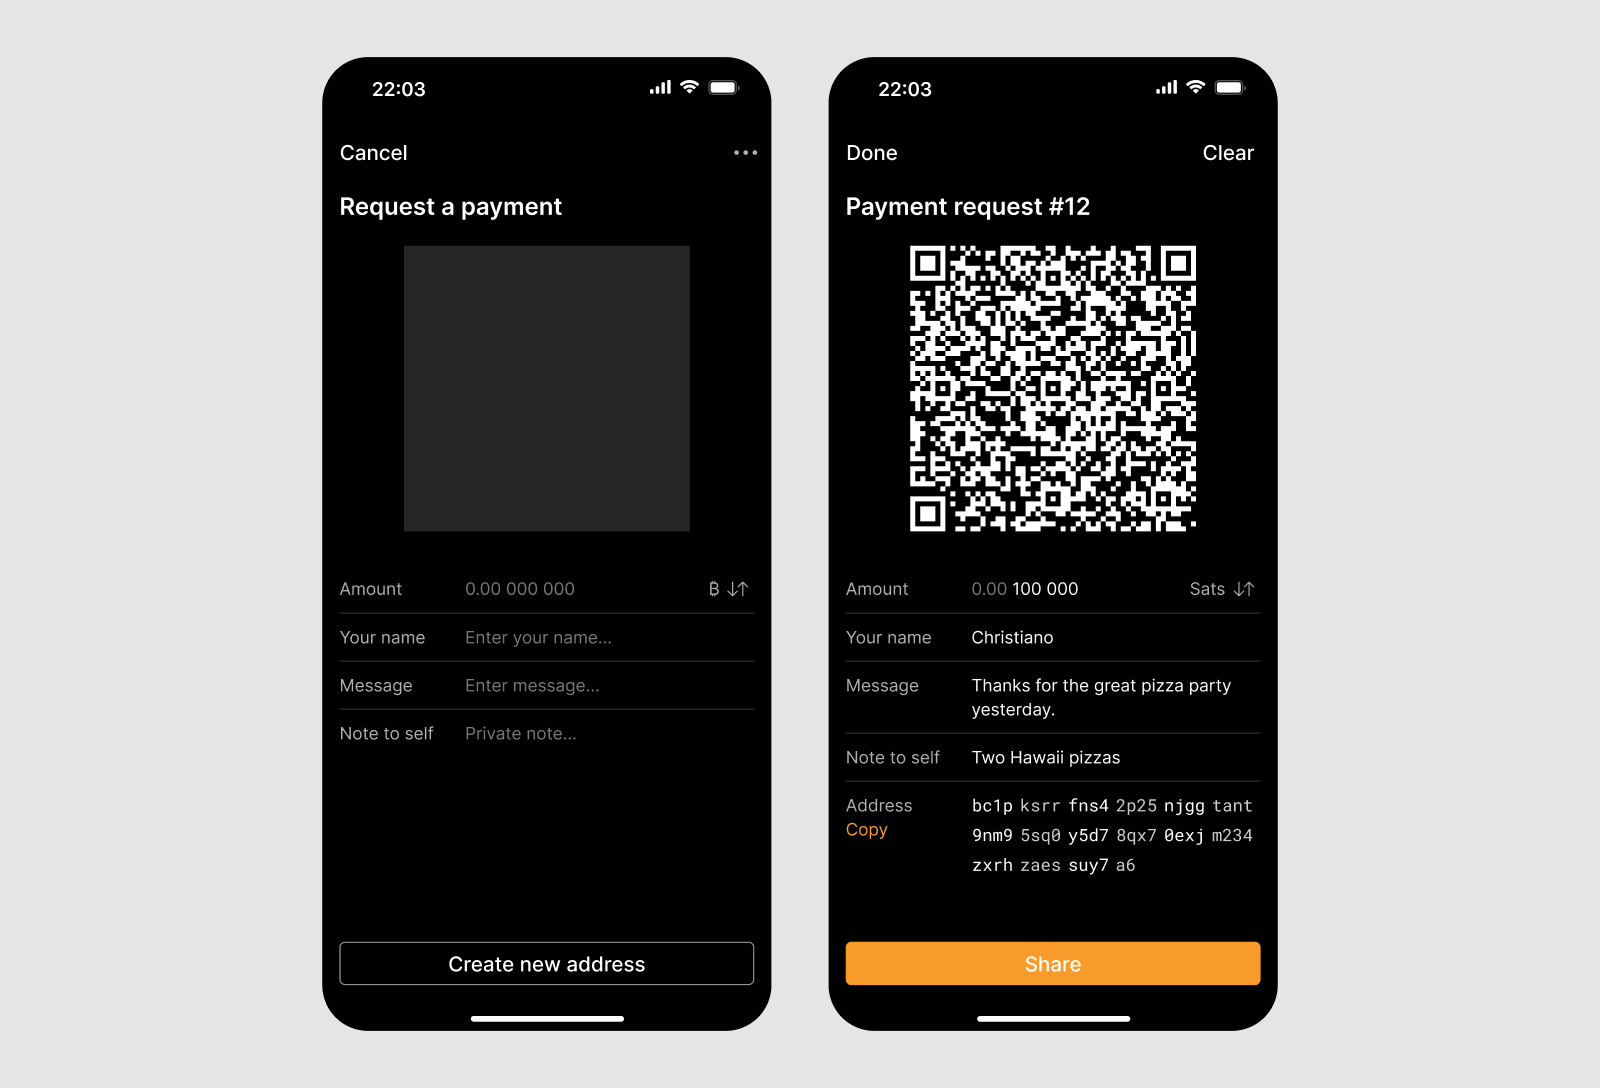 22:03
Cancel
Request a payment
Amount 0.00 000 000 ₿
Your name Enter your name...
Message Enter message...
Note to self Private note...
Create new address
22:03
Done Clear
Payment request #12
Amount 0.00 100 000 Sats
Your name Christiano
Message Thanks for the great pizza party
yesterday.
Note to self Two Hawaii pizzas
Address bc1p ksrr fns4 2p25 njgg tant
Copy
9nm9 5sq0 y5d7 8qx7 0exj m234
zxrh zaes suy7 a6
Share